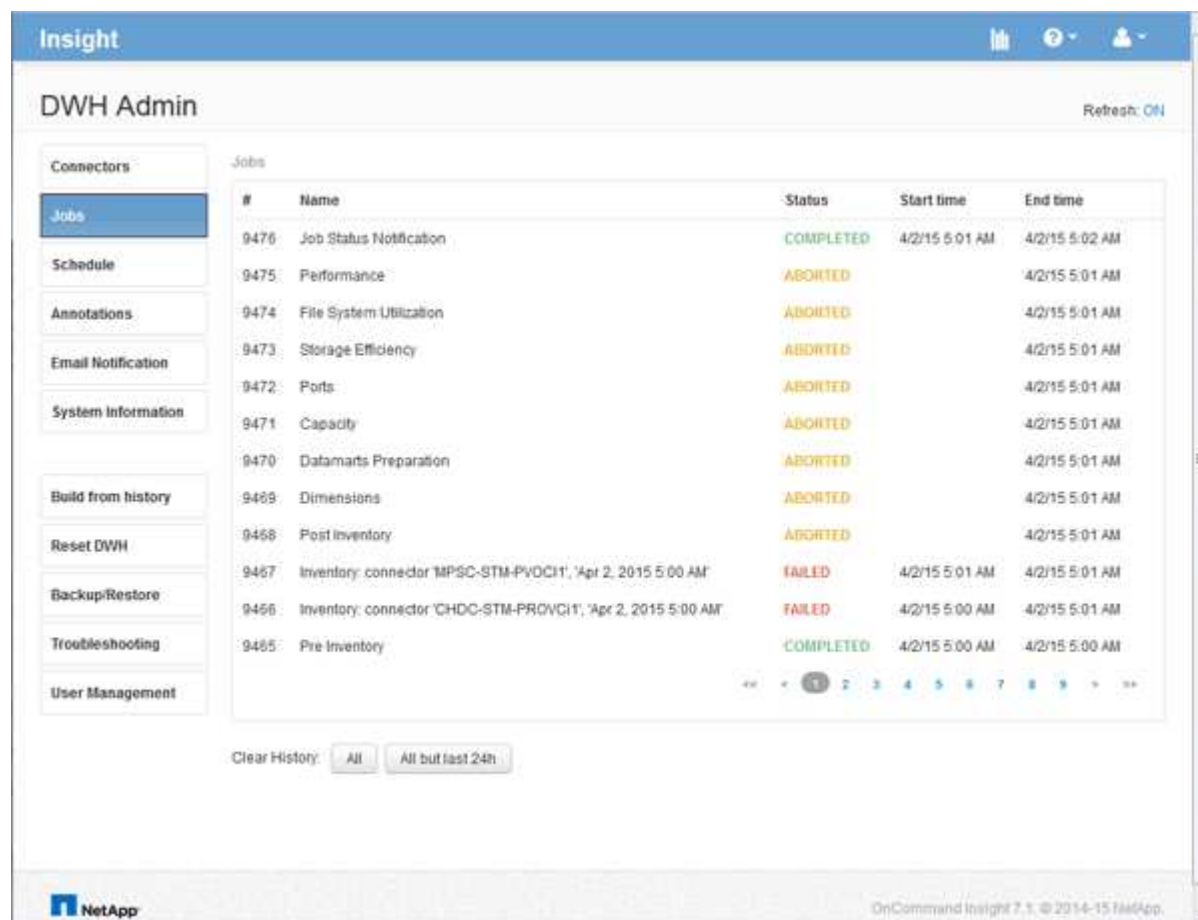 Insight
DWH Admin
Refresh: ON
Connectors
Jobs
Schedule
Annotations
Email Notification
System Information
Build from history
Reset DWH
Backup/Restore
Troubleshooting
User Management
Jobs
# Name Status Start time End time
9476 Job Status Notification COMPLETED 4/2/15 5:01 AM 4/2/15 5:02 AM
9475 Performance ABORTED 4/2/15 5:01 AM
9474 File System Utilization ABORTED 4/2/15 5:01 AM
9473 Storage Efficiency ABORTED 4/2/15 5:01 AM
9472 Ports ABORTED 4/2/15 5:01 AM
9471 Capacity ABORTED 4/2/15 5:01 AM
9470 Datamarts Preparation ABORTED 4/2/15 5:01 AM
9469 Dimensions ABORTED 4/2/15 5:01 AM
9468 Post Inventory ABORTED 4/2/15 5:01 AM
9467 Inventory: connector 'MPSC-STM-PVOCI1', 'Apr 2, 2015 5:00 AM' FAILED 4/2/15 5:01 AM 4/2/15 5:01 AM
9466 Inventory: connector 'CHDC-STM-PROVCi1', 'Apr 2, 2015 5:00 AM' FAILED 4/2/15 5:00 AM 4/2/15 5:01 AM
9465 Pre Inventory COMPLETED 4/2/15 5:00 AM 4/2/15 5:00 AM
<< < 1 2 3 4 5 6 7 8 9 > >>
Clear History: All All but last 24h
NetApp
OnCommand Insight 7.1, © 2014-15 NetApp.